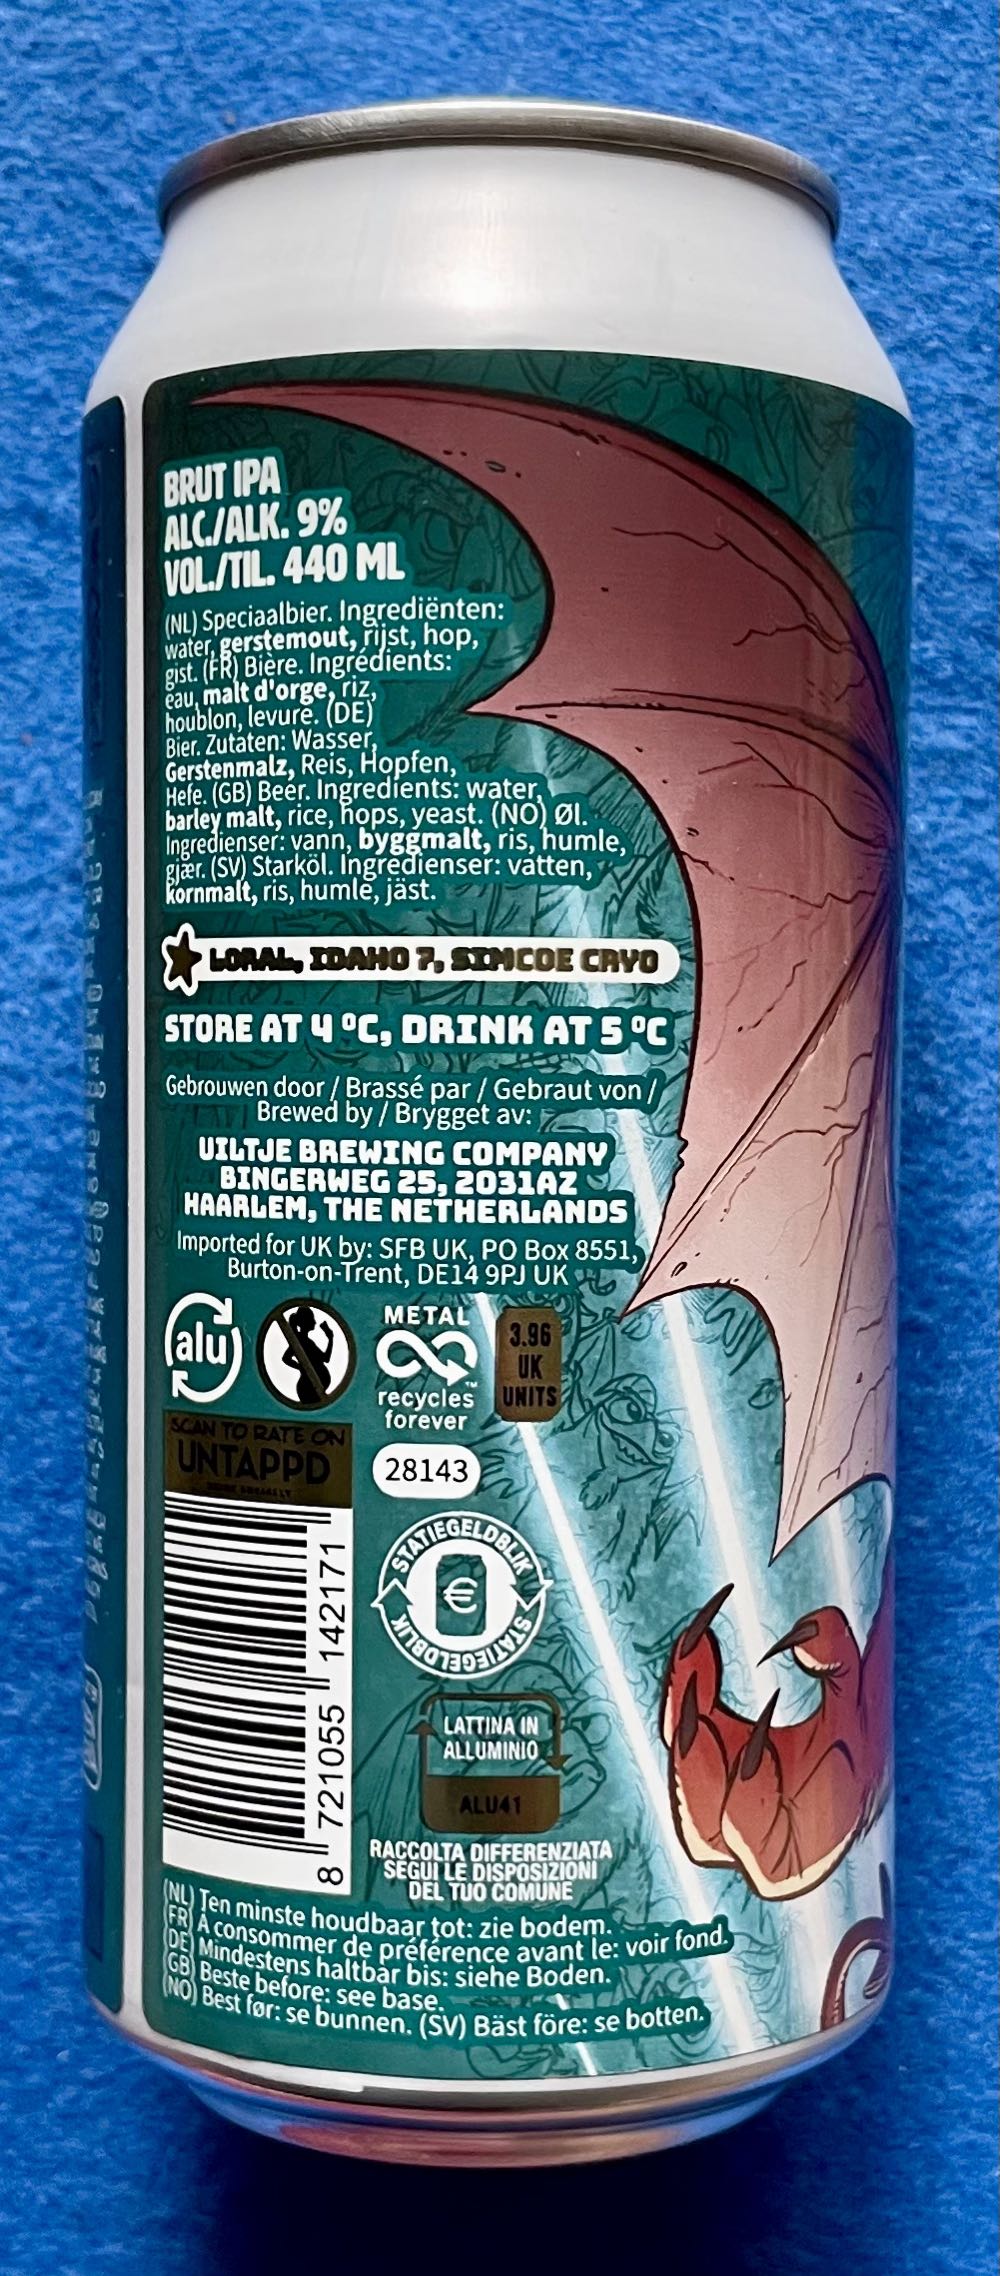 BRUT IPA
ALC./ALK. 9%
VOL./TIL. 440 ML
(NL) Speciaalbier. Ingrediënten:
water, gerstemout, rijst, hop,
gist. (FR) Bière. Ingrédients:
eau, malt d'orge, riz,
houblon, levure. (DE)
Bier. Zutaten: Wasser,
Gerstenmalz, Reis, Hopfen,
Hefe. (GB) Beer. Ingredients: water,
barley malt, rice, hops, yeast. (NO) Øl.
Ingredienser: vann, byggmalt, ris, humle,
gjær. (SV) Starköl. Ingredienser: vatten,
kornmalt, ris, humle, jäst.
LORAL, IDAHO 7, SIMCOE CRYO
STORE AT 4 ºC, DRINK AT 5 ºC
Gebrouwen door / Brassé par / Gebraut von /
Brewed by / Brygget av:
UILTJE BREWING COMPANY
BINGERWEG 25, 2031AZ
HAARLEM, THE NETHERLANDS
Imported for UK by: SFB UK, PO Box 8551,
Burton-on-Trent, DE14 9PJ UK
alu
METAL
recycles
forever
™
3.96
UK
UNITS
SCAN TO RATE ON
UNTAPPD
28143
STATIEGELDBLIK
€
STATIEGELDBLIK
8 721055 142171
LATTINA IN
ALLUMINIO
ALU41
RACCOLTA DIFFERENZIATA
SEGUI LE DISPOSIZIONI
DEL TUO COMUNE
(NL) Ten minste houdbaar tot: zie bodem.
(FR) À consommer de préférence avant le: voir fond.
(DE) Mindestens haltbar bis: siehe Boden.
(GB) Beste before: see base.
(NO) Best før: se bunnen. (SV) Bäst före: se botten.